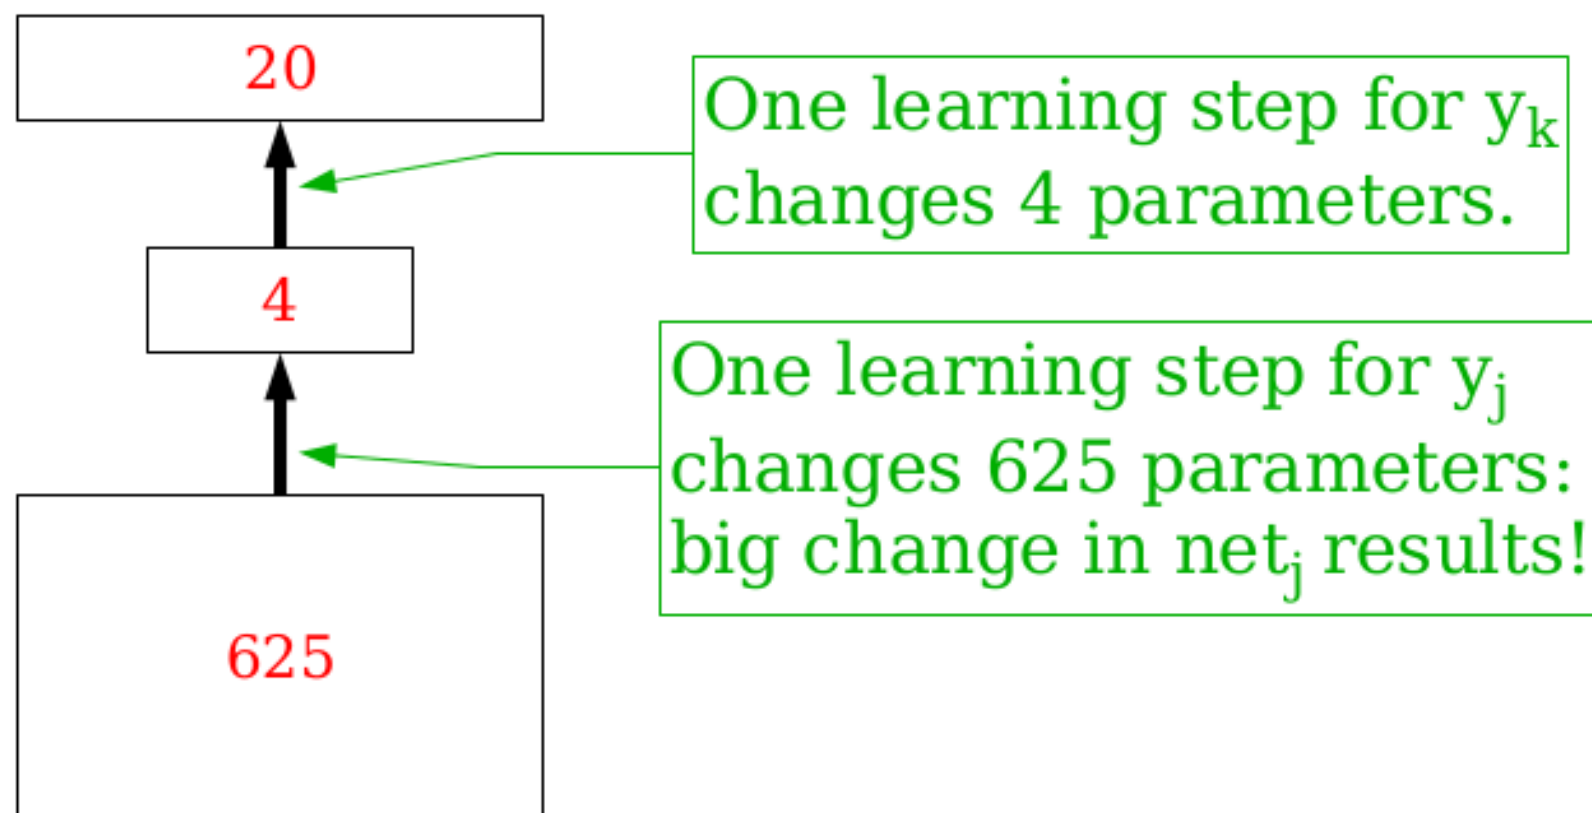 20
One learning step for yk
changes 4 parameters.
4
One learning step for yj
changes 625 parameters:
big change in netj results!
625